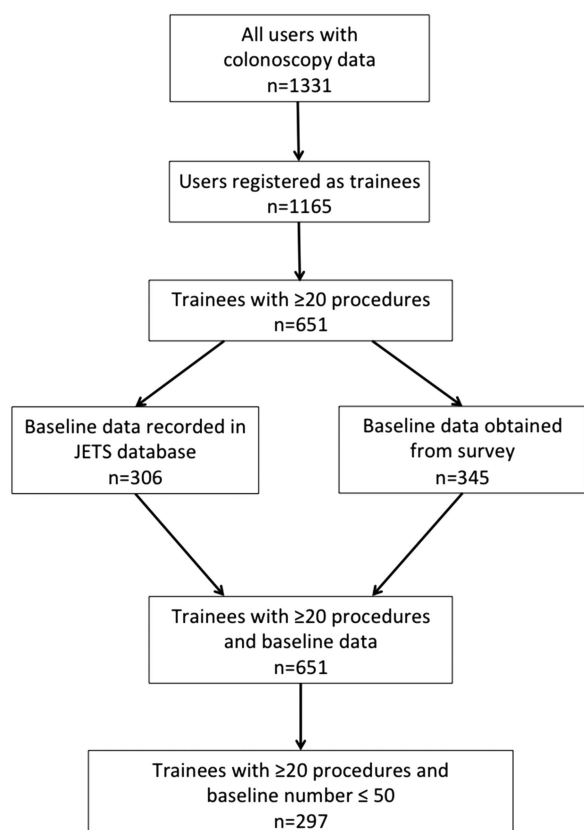 All users with
colonoscopy data
n=1331
Users registered as trainees
n=1165
Trainees with ≥20 procedures
n=651
Baseline data recorded in
JETS database
n=306
Baseline data obtained
from survey
n=345
Trainees with ≥20 procedures
and baseline data
n=651
Trainees with ≥20 procedures and
baseline number ≤ 50
n=297